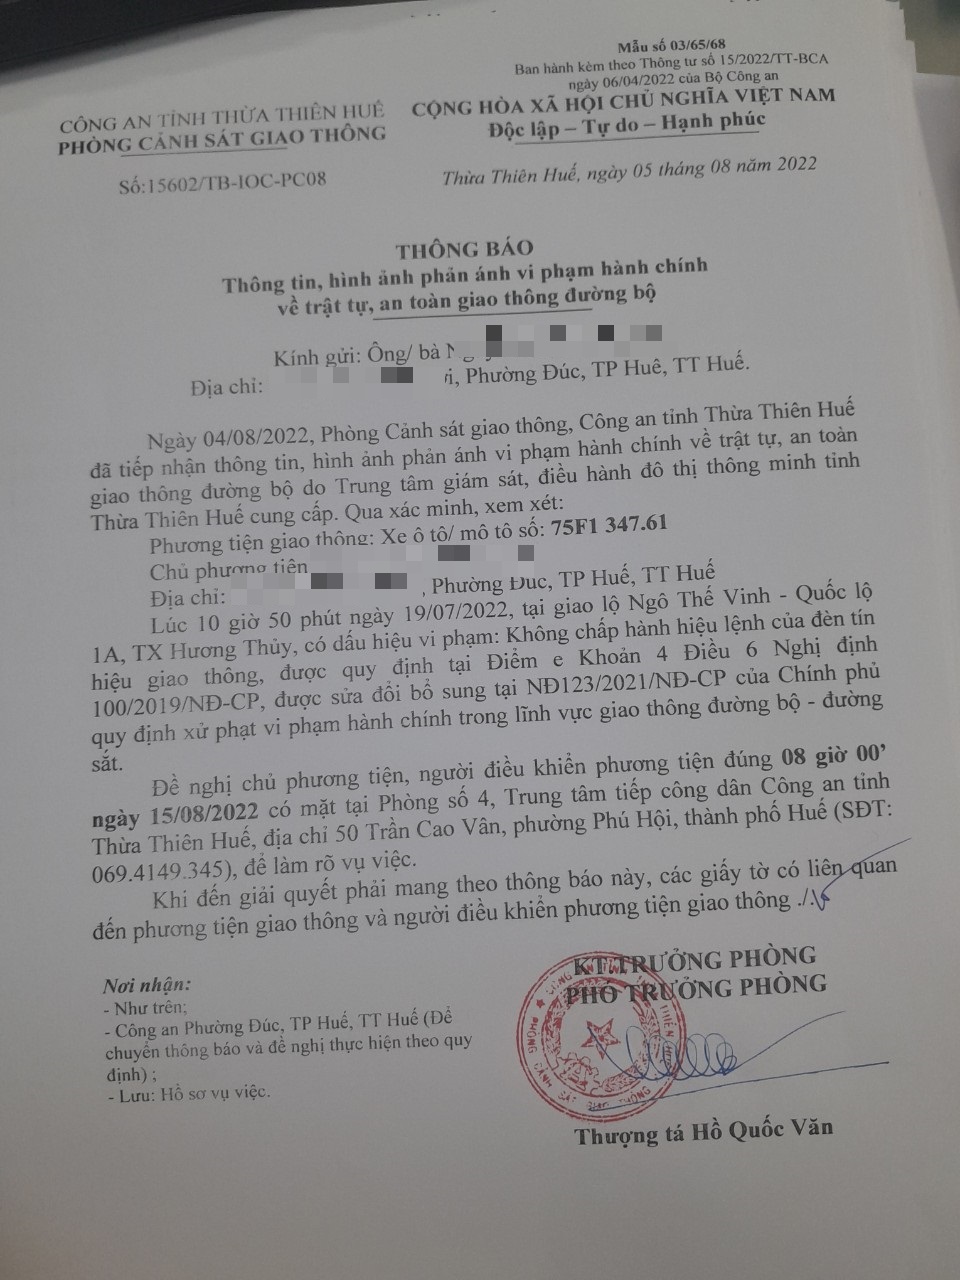 Mẫu số 03/65/68
Ban hành kèm theo Thông tư số 15/2022/TT-BCA
ngày 06/04/2022 của Bộ Công an
CÔNG AN TỈNH THỪA THIÊN HUẾ
PHÒNG CẢNH SÁT GIAO THÔNG
CỘNG HÒA XÃ HỘI CHỦ NGHĨA VIỆT NAM
Độc lập – Tự do – Hạnh phúc
Số:15602/TB-IOC-PC08
Thừa Thiên Huế, ngày 05 tháng 08 năm 2022
THÔNG BÁO
Thông tin, hình ảnh phản ánh vi phạm hành chính
về trật tự, an toàn giao thông đường bộ
Kính gửi: Ông/ bà
Địa chỉ: , Phường Đúc, TP Huê, TT Huế.
Ngày 04/08/2022, Phòng Cảnh sát giao thông, Công an tỉnh Thừa Thiên Huế
đã tiếp nhận thông tin, hình ảnh phản ánh vi phạm hành chính về trật tự, an toàn
giao thông đường bộ do Trung tâm giám sát, điều hành đô thị thông minh tỉnh
Thừa Thiên Huế cung cấp. Qua xác minh, xem xét:
Phương tiện giao thông: Xe ô tô/ mô tô số: 75F1 347.61
Chủ phương tiện
Địa chỉ: , Phường Đúc, TP Huế, TT Huế
Lúc 10 giờ 50 phút ngày 19/07/2022, tại giao lộ Ngô Thế Vinh - Quốc lộ
1A, TX Hương Thủy, có dấu hiệu vi phạm: Không chấp hành hiệu lệnh của đèn tín
hiệu giao thông, được quy định tại Điểm e Khoản 4 Điều 6 Nghị định
100/2019/NĐ-CP, được sửa đổi bổ sung tại NĐ123/2021/NĐ-CP của Chính phủ
quy định xử phạt vi phạm hành chính trong lĩnh vực giao thông đường bộ - đường
sắt.
Đề nghị chủ phương tiện, người điều khiển phương tiện đúng 08 giờ 00’
ngày 15/08/2022 có mặt tại Phòng số 4, Trung tâm tiếp công dân Công an tỉnh
Thừa Thiên Huế, địa chỉ 50 Trần Cao Vân, phường Phú Hội, thành phố Huế (SĐT:
069.4149.345), để làm rõ vụ việc.
Khi đến giải quyết phải mang theo thông báo này, các giấy tờ có liên quan
đến phương tiện giao thông và người điều khiển phương tiện giao thông ./.
Nơi nhận:
- Như trên;
- Công an Phường Đúc, TP Huế, TT Huế (Để
chuyển thông báo và đề nghị thực hiện theo quy
định) ;
- Lưu: Hồ sơ vụ việc.
KT.TRƯỞNG PHÒNG
PHÓ TRƯỞNG PHÒNG
Thượng tá Hồ Quốc Văn